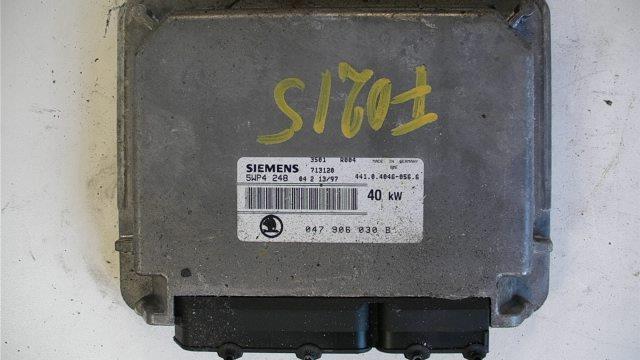 F021S
3501 R004 MADE IN GERMANY
SIEMENS 713120
5WP4 248 04 2 13/97 441.0.4046-056.6
40 kW
047 906 030 B